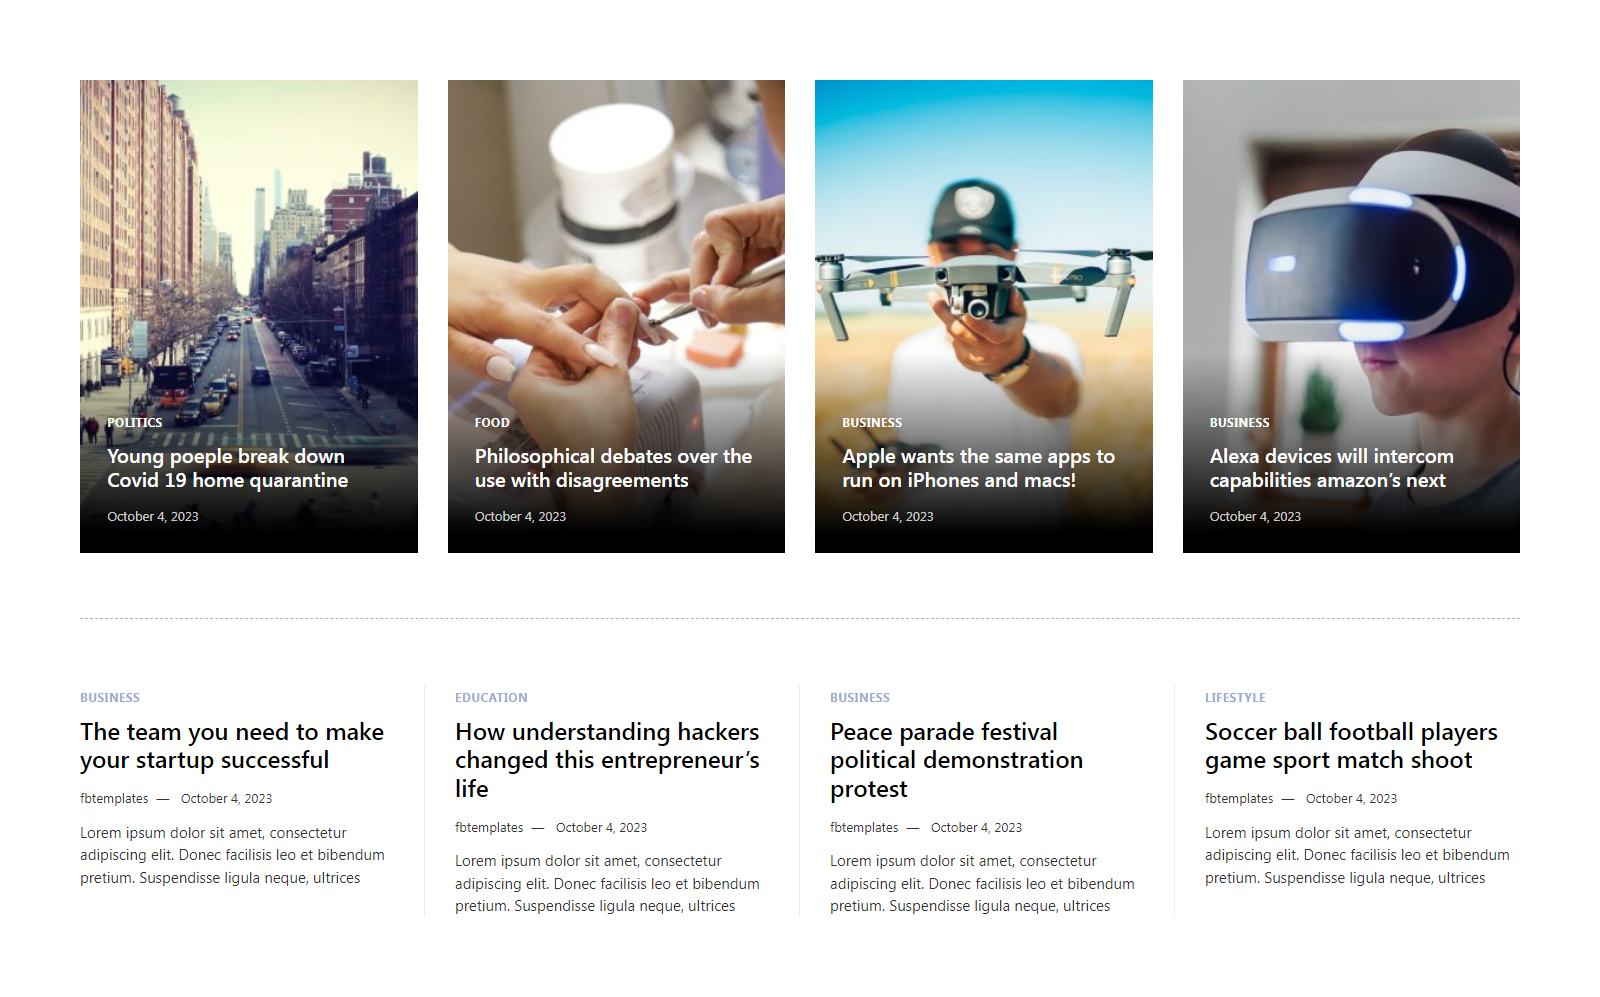 POLITICS
Young poeple break down
Covid 19 home quarantine
October 4, 2023
FOOD
Philosophical debates over the
use with disagreements
October 4, 2023
BUSINESS
Apple wants the same apps to
run on iPhones and macs!
October 4, 2023
BUSINESS
Alexa devices will intercom
capabilities amazon’s next
October 4, 2023
BUSINESS
The team you need to make
your startup successful
fbtemplates — October 4, 2023
Lorem ipsum dolor sit amet, consectetur
adipiscing elit. Donec facilisis leo et bibendum
pretium. Suspendisse ligula neque, ultrices
EDUCATION
How understanding hackers
changed this entrepreneur’s
life
fbtemplates — October 4, 2023
Lorem ipsum dolor sit amet, consectetur
adipiscing elit. Donec facilisis leo et bibendum
pretium. Suspendisse ligula neque, ultrices
BUSINESS
Peace parade festival
political demonstration
protest
fbtemplates — October 4, 2023
Lorem ipsum dolor sit amet, consectetur
adipiscing elit. Donec facilisis leo et bibendum
pretium. Suspendisse ligula neque, ultrices
LIFESTYLE
Soccer ball football players
game sport match shoot
fbtemplates — October 4, 2023
Lorem ipsum dolor sit amet, consectetur
adipiscing elit. Donec facilisis leo et bibendum
pretium. Suspendisse ligula neque, ultrices